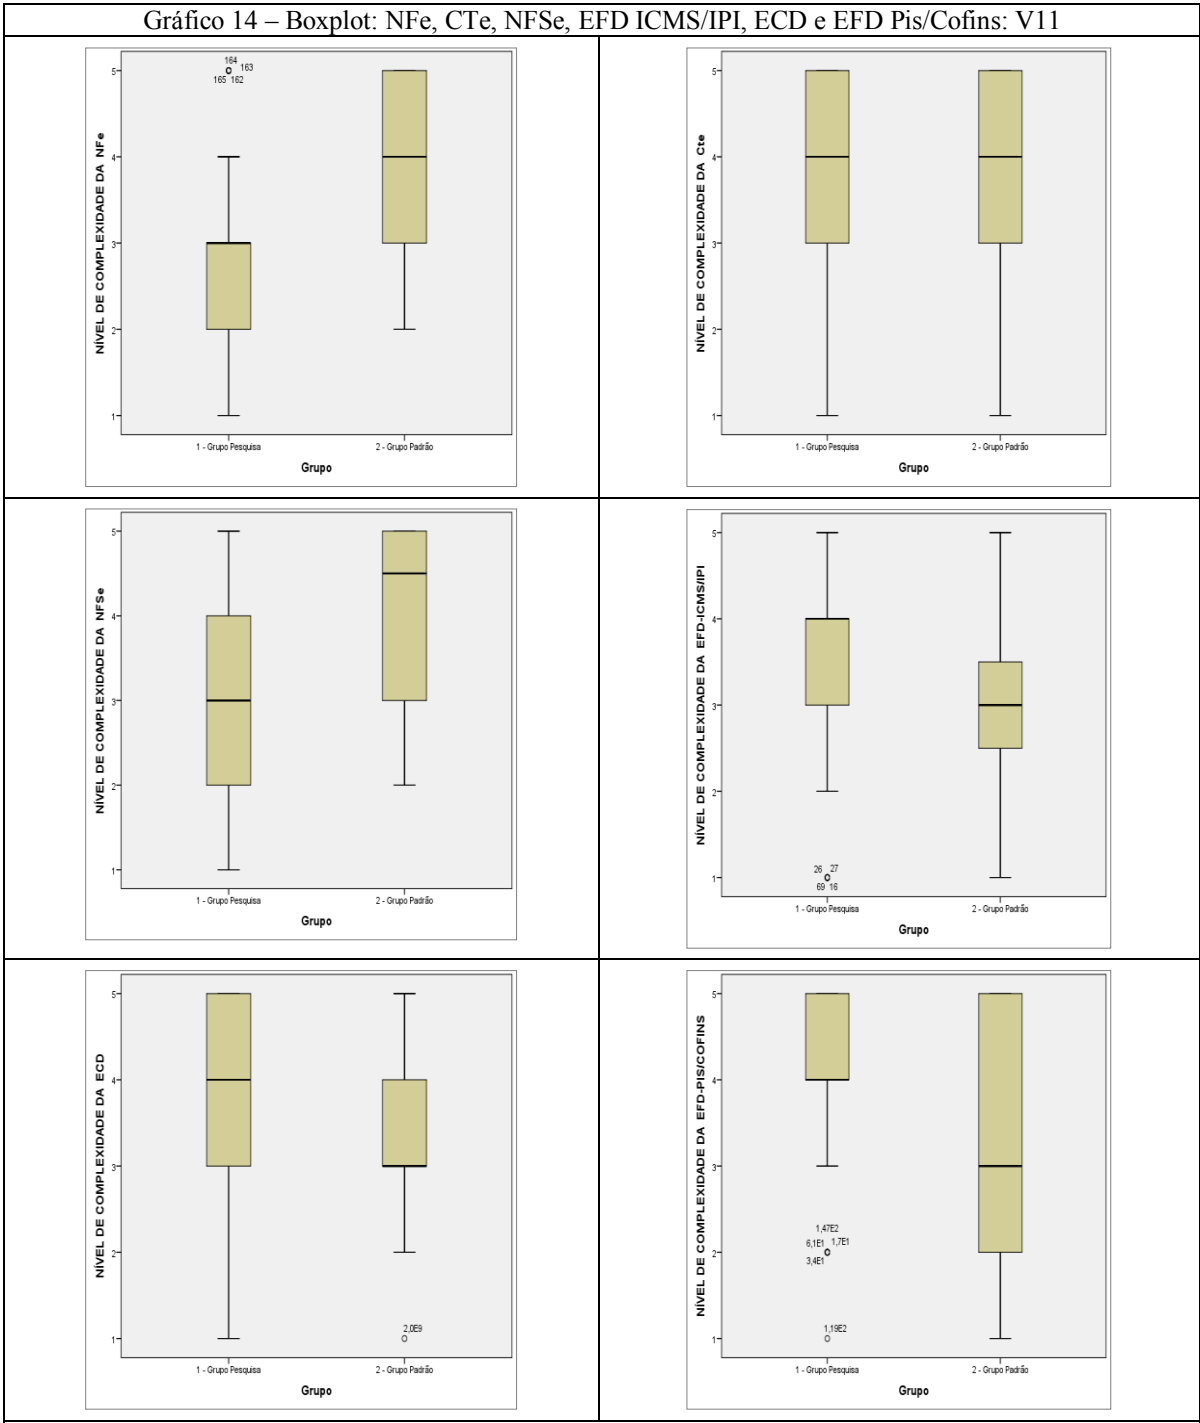 Gráfico 14 – Boxplot: NFe, CTe, NFSe, EFD ICMS/IPI, ECD e EFD Pis/Cofins: V11
NÍVEL DE COMPLEXIDADE DA NFe
5
4
3
2
1
164
163
165 162
1 - Grupo Pesquisa
2 - Grupo Padrão
Grupo
NÍVEL DE COMPLEXIDADE DA Cte
5
4
3
2
1
1 - Grupo Pesquisa
2 - Grupo Padrão
Grupo
NÍVEL DE COMPLEXIDADE DA NFSe
5
4
3
2
1
1 - Grupo Pesquisa
2 - Grupo Padrão
Grupo
NÍVEL DE COMPLEXIDADE DA EFD-ICMS/IPI
5
4
3
2
1
26 27
69 16
1 - Grupo Pesquisa
2 - Grupo Padrão
Grupo
NÍVEL DE COMPLEXIDADE DA ECD
5
4
3
2
1
2,0E9
1 - Grupo Pesquisa
2 - Grupo Padrão
Grupo
NÍVEL DE COMPLEXIDADE DA EFD-PIS/COFINS
5
4
3
2
1
1,47E2
6,1E1 1,7E1
3,4E1
1,19E2
1 - Grupo Pesquisa
2 - Grupo Padrão
Grupo